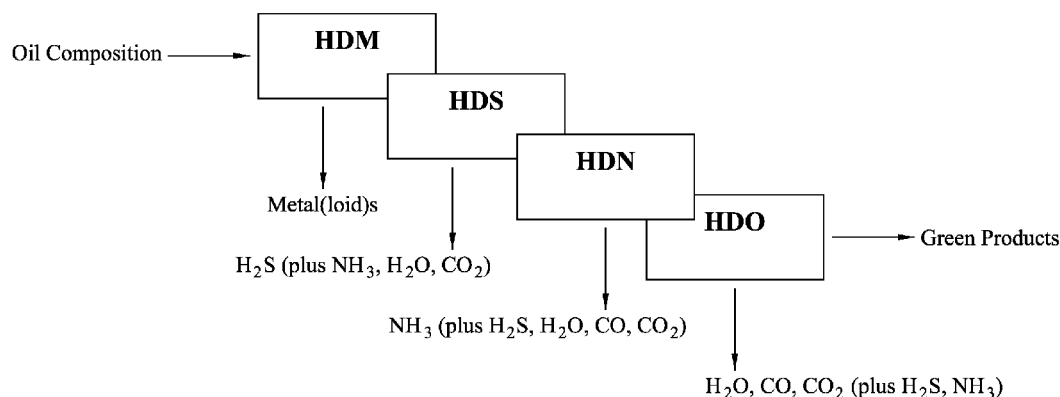 HDM
Oil Composition
HDS
HDN
Metal(loid)s
HDO
Green Products
H₂S (plus NH₃, H₂O, CO₂)
NH₃ (plus H₂S, H₂O, CO, CO₂)
H₂O, CO, CO₂ (plus H₂S, NH₃)